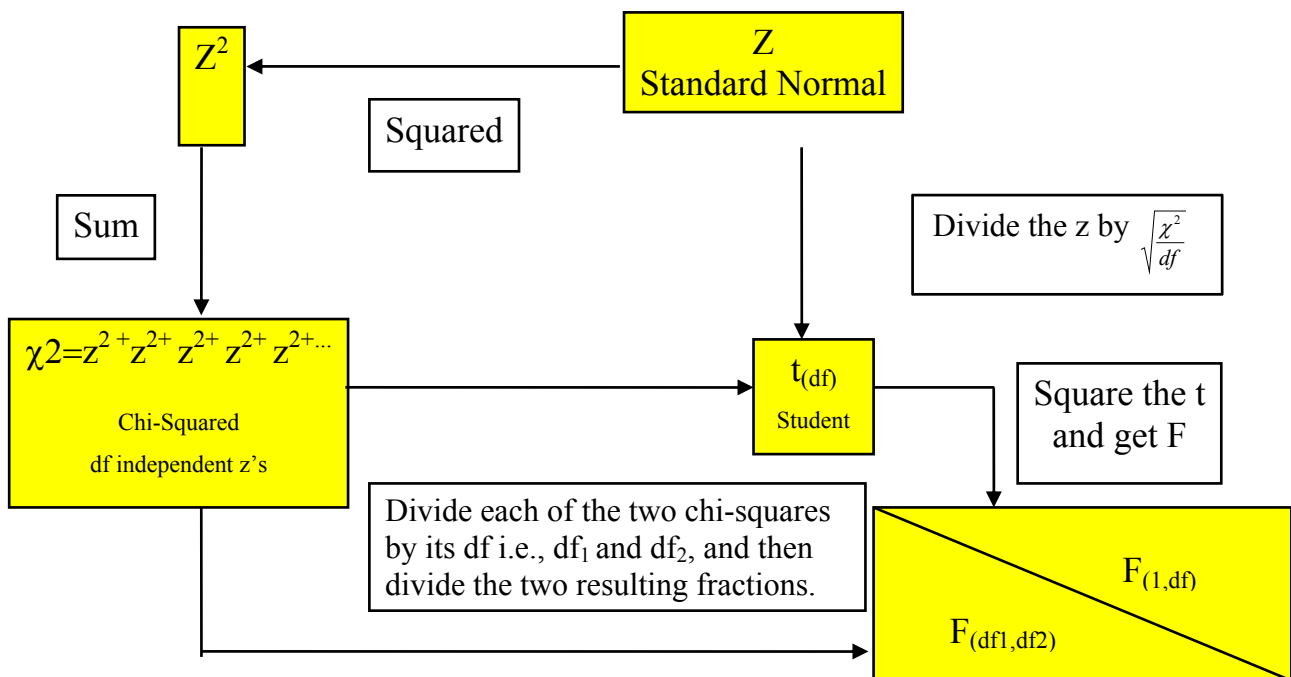 Z²
Z
Standard Normal
Squared
Sum
Divide the z by √(χ²/df)
χ2=z² ⁺z²⁺ z²⁺ z²⁺ z²⁺…
Chi-Squared
df independent z’s
t₍df₎
Student
Square the t
and get F
Divide each of the two chi-squares
by its df i.e., df₁ and df₂, and then
divide the two resulting fractions.
F₍1,df₎
F₍df1,df2₎